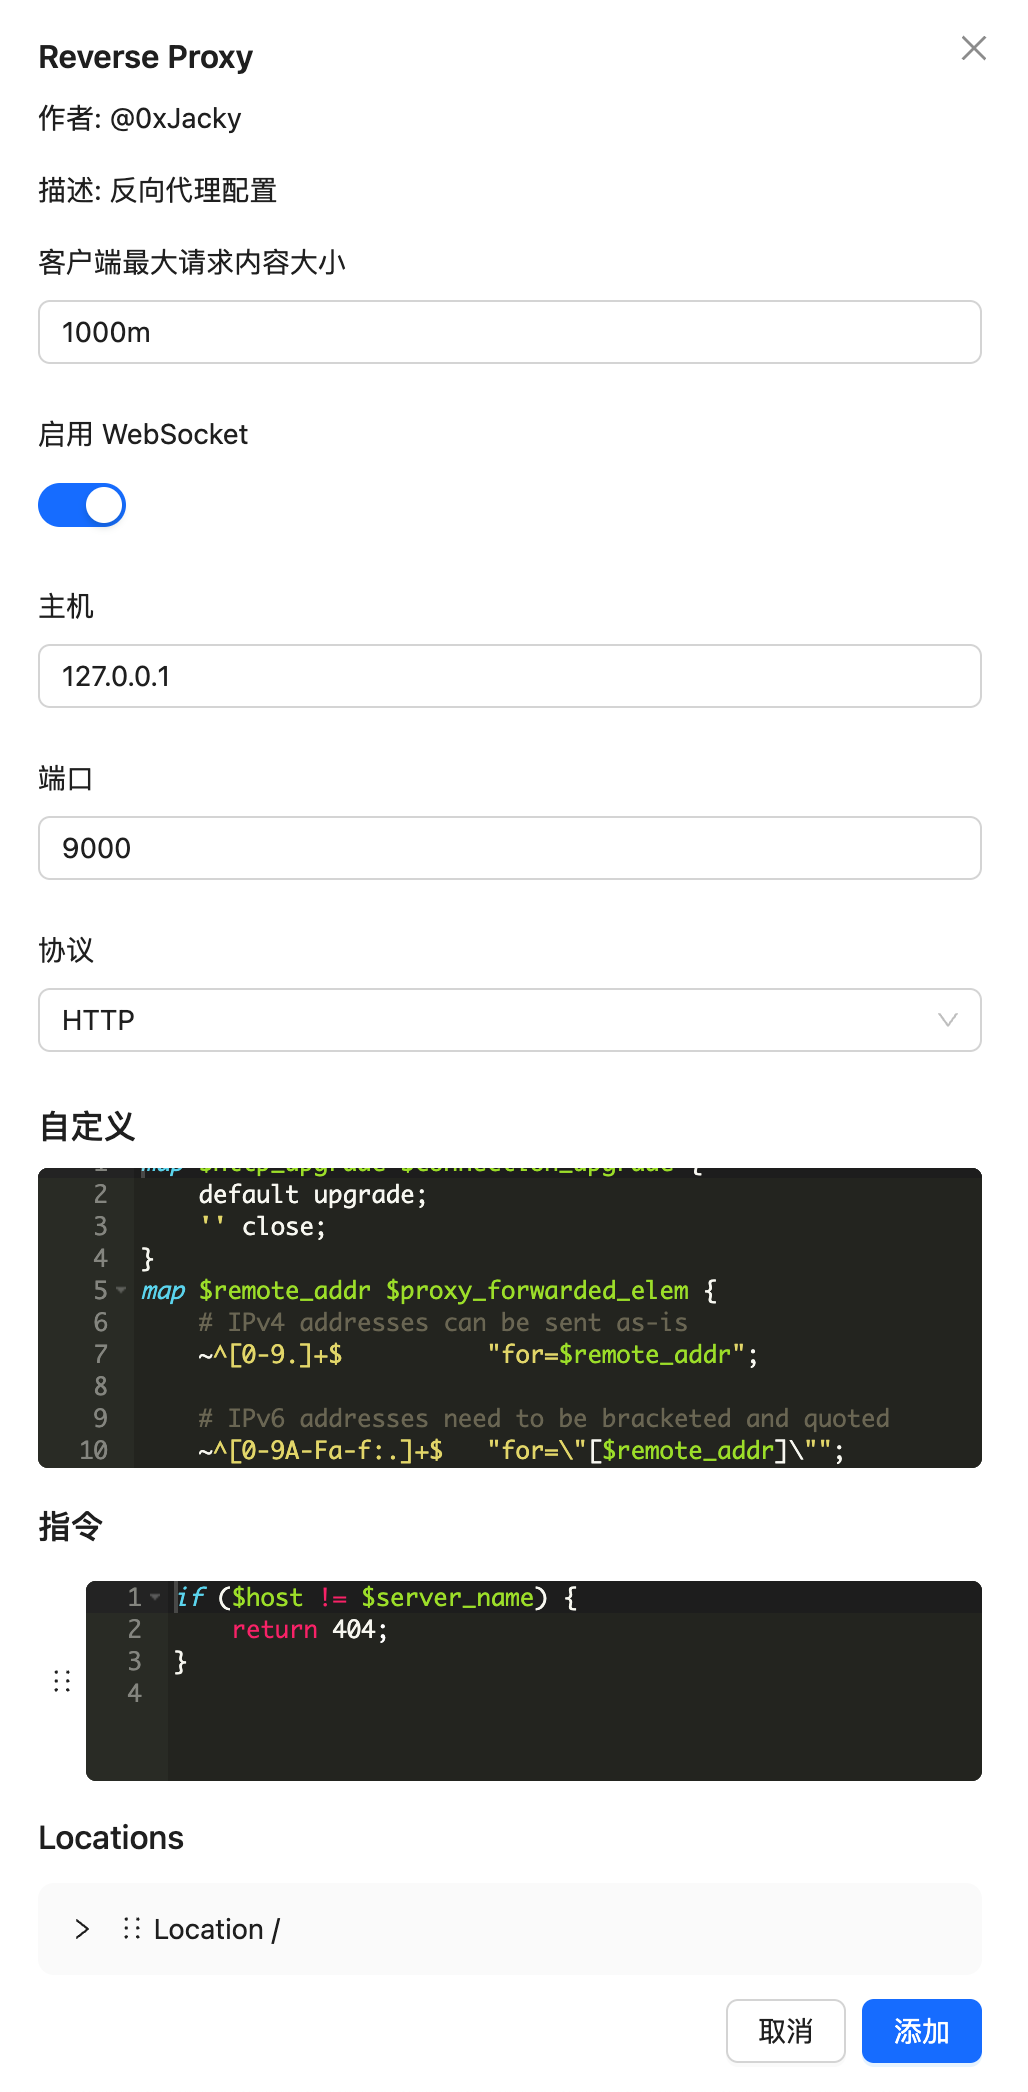 Reverse Proxy
作者: @0xJacky
描述: 反向代理配置
客户端最大请求内容大小
1000m
启用 WebSocket
主机
127.0.0.1
端口
9000
协议
HTTP
自定义
1 map $http_upgrade $connection_upgrade {
2 default upgrade;
3 '' close;
4 }
5 map $remote_addr $proxy_forwarded_elem {
6 # IPv4 addresses can be sent as-is
7 ~^[0-9.]+$ "for=$remote_addr";
8
9 # IPv6 addresses need to be bracketed and quoted
10 ~^[0-9A-Fa-f:.]+$ "for=\"[$remote_addr]\"";
指令
1 if ($host != $server_name) {
2 return 404;
3 }
4
Locations
Location /
取消 添加